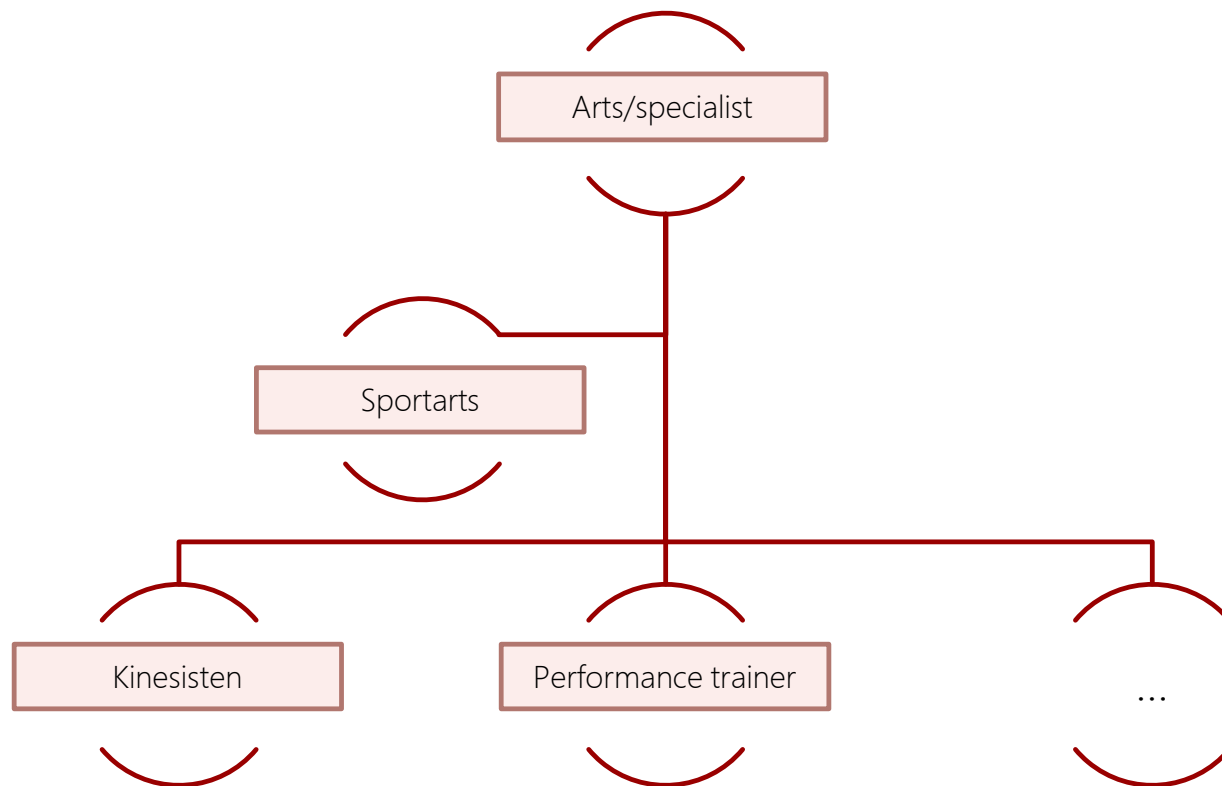 Arts/specialist
Sportarts
Kinesisten
Performance trainer
...